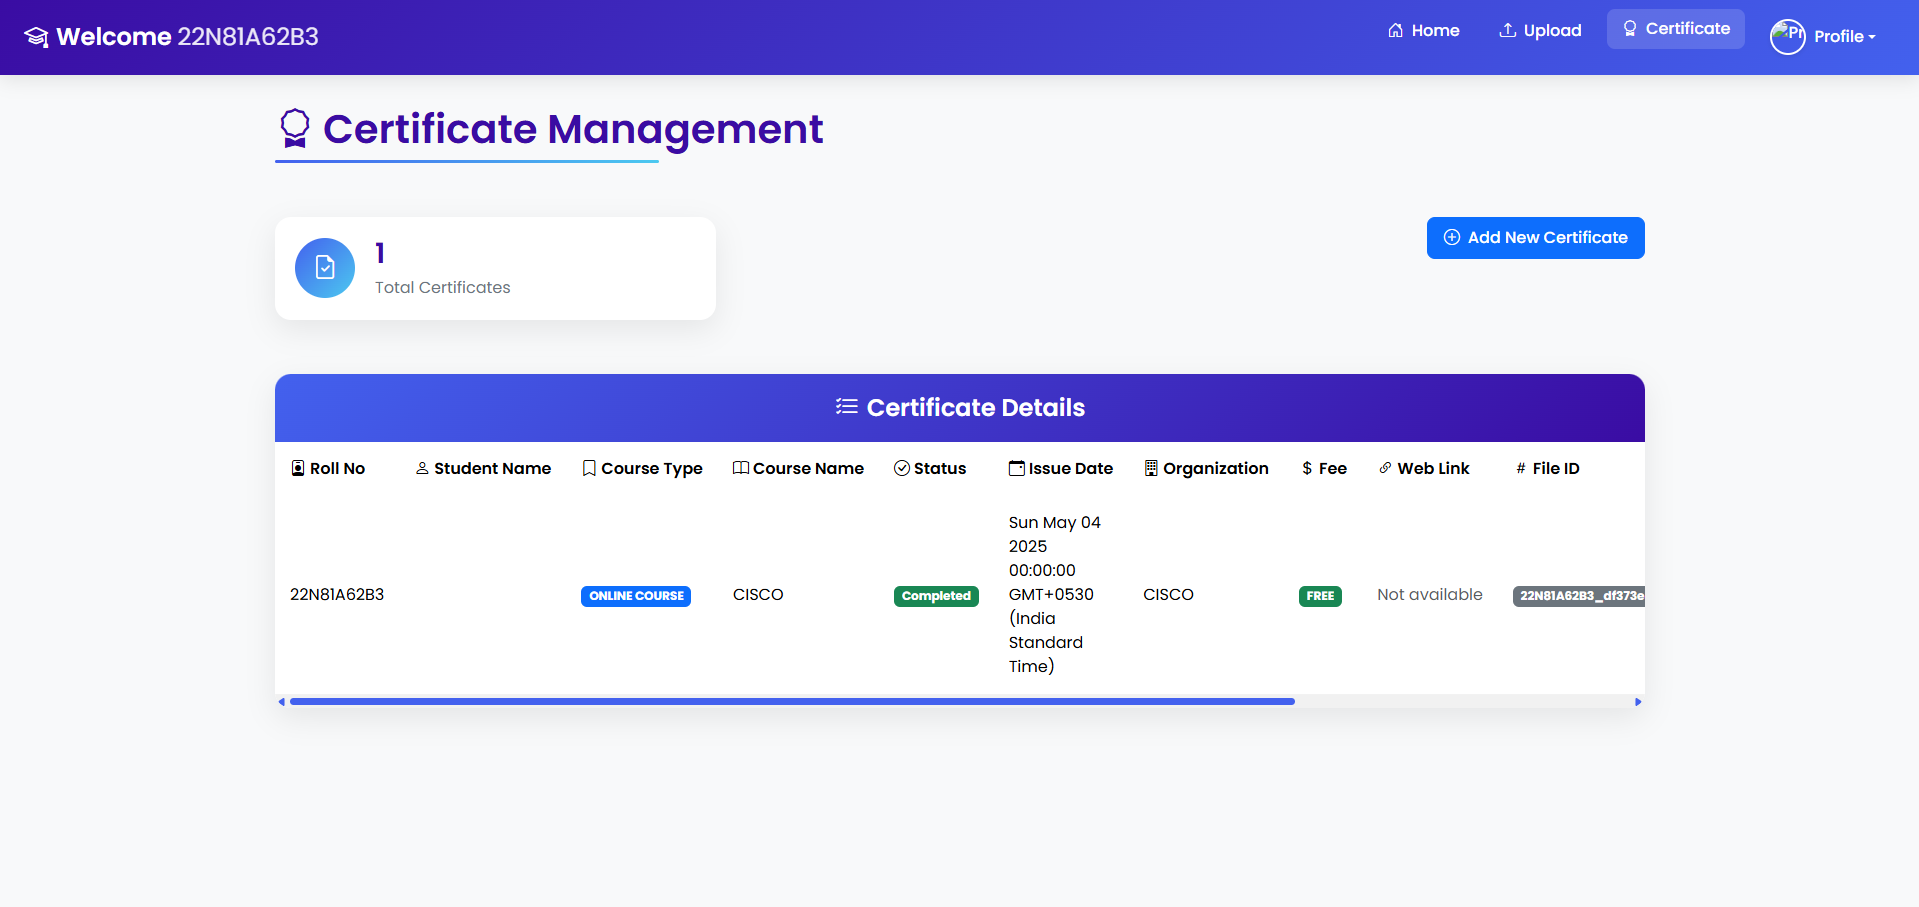 Welcome 22N81A62B3
Home
Upload
Certificate
Profile
Certificate Management
1
Total Certificates
Add New Certificate
Certificate Details
Roll No Student Name Course Type Course Name Status Issue Date Organization $ Fee Web Link # File ID
22N81A62B3 ONLINE COURSE CISCO Completed Sun May 04
2025
00:00:00
GMT+0530
(India
Standard
Time)
CISCO FREE Not available 22N81A62B3_df373e